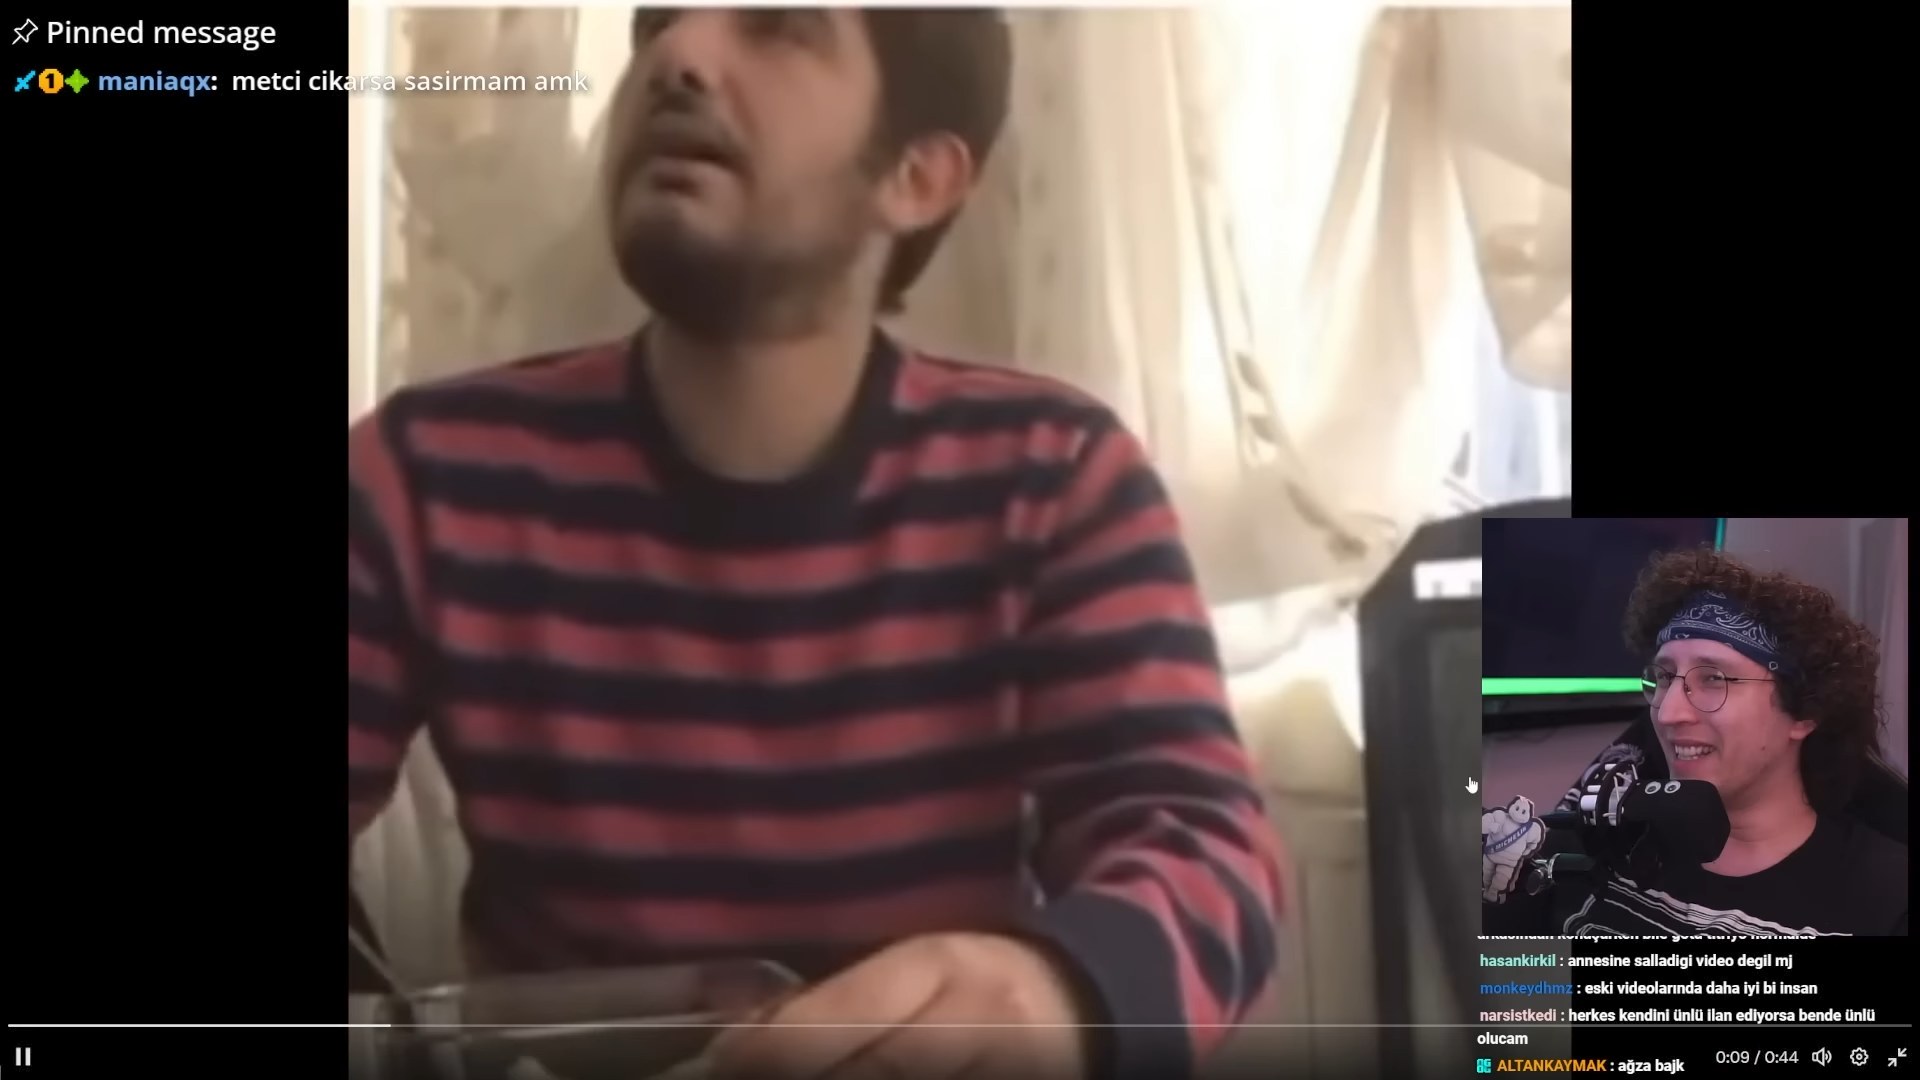 Pinned message
maniaqx: metci cikarsa sasirmam amk
MICHELIN
hasankirkil : annesine salladigi video degil mj
monkeydhmz : eski videolarında daha iyi bi insan
narsistkedi : herkes kendini ünlü ilan ediyorsa bende ünlü
olucam
ALTANKAYMAK : ağza bajk
0:09 / 0:44